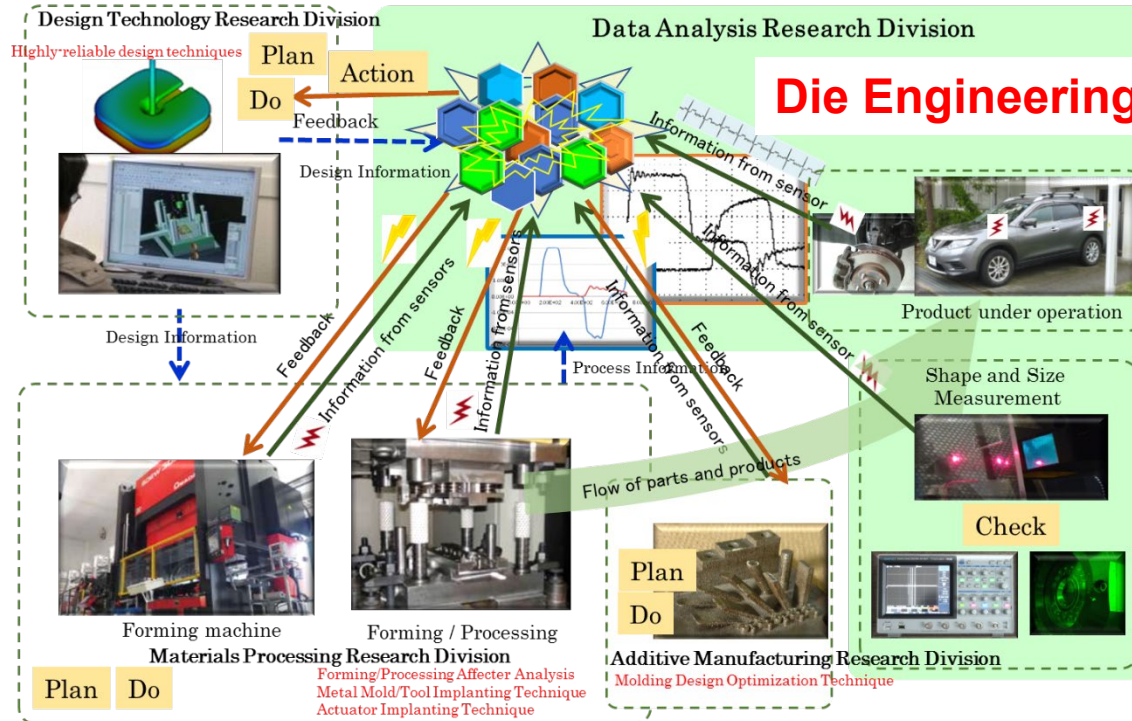 Design Technology Research Division
Highly-reliable design techniques
Plan
Action
Do
Feedback
Design Information
Data Analysis Research Division
Die Engineering
Information from sensor
Information from sensor
Product under operation
Design Information
Feedback
Information from sensors
Feedback
Information from sensors
Process Information
Information from sensors
Feedback
Shape and Size
Measurement
Check
Flow of parts and products
Forming machine
Forming / Processing
Materials Processing Research Division
Plan
Do
Forming/Processing Affecter Analysis
Metal Mold/Tool Implanting Technique
Actuator Implanting Technique
Plan
Do
Additive Manufacturing Research Division
Molding Design Optimization Technique